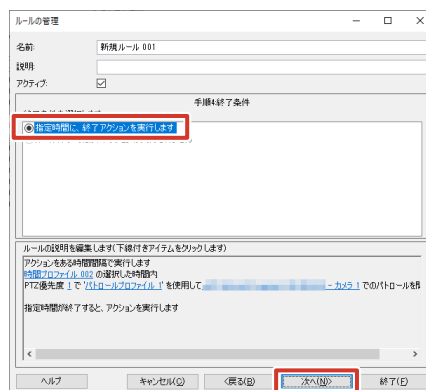 ルールの管理
名前:
新規ルール 001
説明:
アクティブ:
手順4:終了条件
指定時間に、終了アクションを実行します
ルールの説明を編集します(下線付きアイテムをクリックします)
アクションをある時間間隔で実行します
時間プロファイル 002 の選択した時間内
PTZ優先度 1 で 'パトロールプロファイル 1' を使用して、 - カメラ 1 でのパトロールを
指定時間が終了すると、アクションを実行します
ヘルプ
キャンセル(C)
<戻る(B)
次へ(N)>
終了(F)